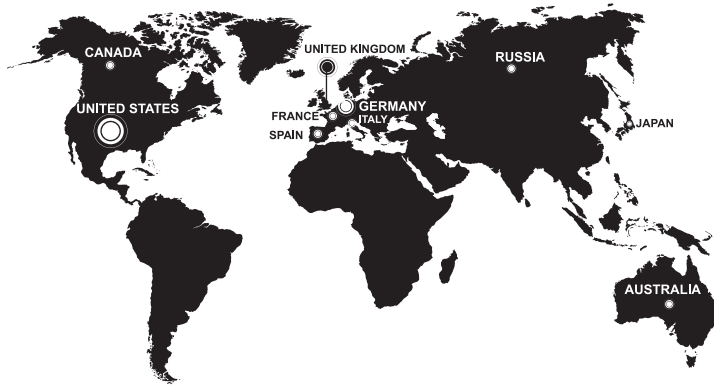 CANADA
UNITED KINGDOM
RUSSIA
UNITED STATES
GERMANY
FRANCE
ITALY
JAPAN
SPAIN
AUSTRALIA